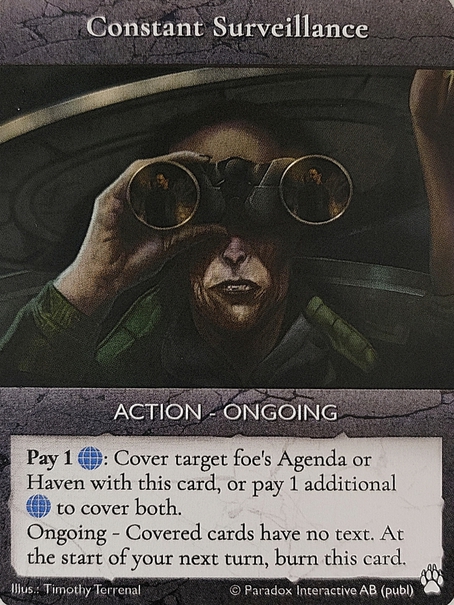 Constant Surveillance
ACTION - ONGOING
Pay 1 : Cover target foe's Agenda or
Haven with this card, or pay 1 additional
to cover both.
Ongoing - Covered cards have no text. At
the start of your next turn, burn this card.
Illus.: Timothy Terrenal © Paradox Interactive AB (publ)